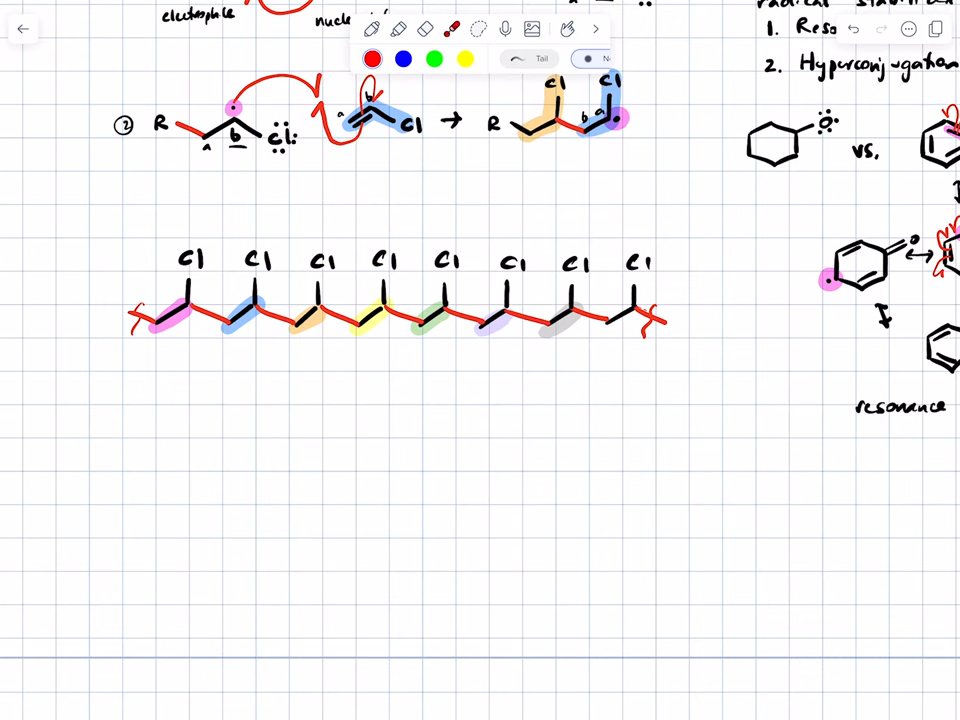 electrophile
radical
1. Reso
2. Hyperconjugation
Tail
② R a b Cl
a b Cl
→
R Cl b a Cl
O
vs.
Cl Cl Cl Cl Cl Cl Cl Cl
O
resonance